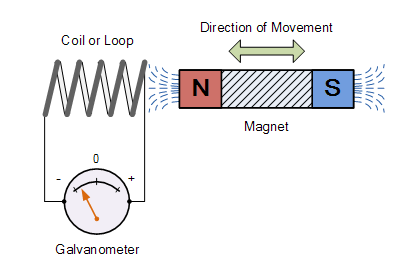 Direction of Movement
Coil or Loop
N
S
Magnet
0
- +
Galvanometer